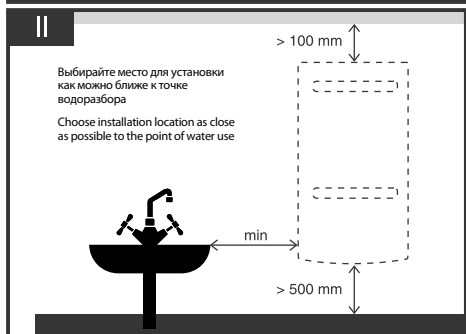 II
> 100 mm
Выбирайте место для установки
как можно ближе к точке
водоразбора
Choose installation location as close
as possible to the point of water use
min
> 500 mm